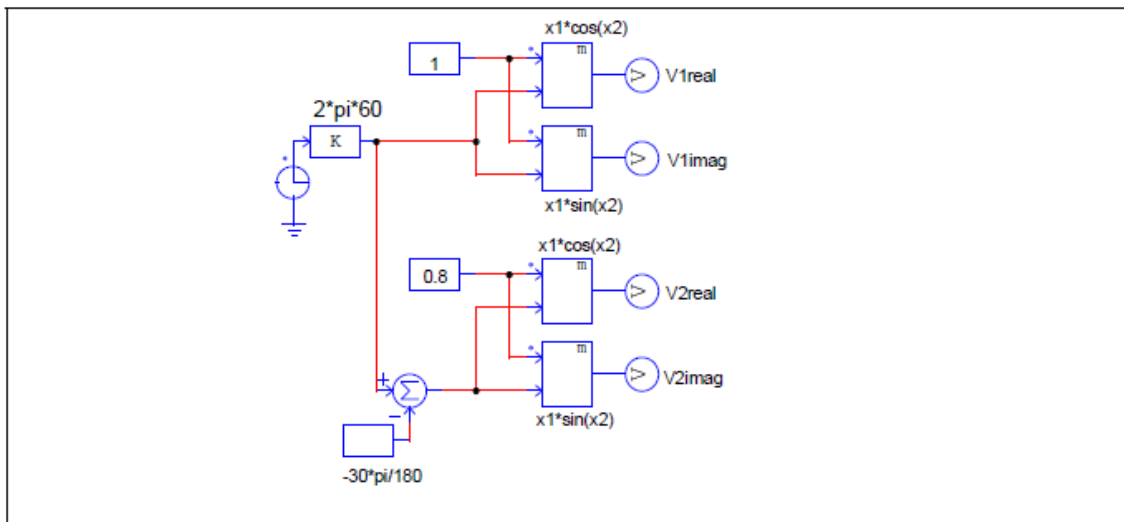 x1*cos(x2)
1
m
V
V1real
2*pi*60
K
m
V
V1imag
x1*sin(x2)
x1*cos(x2)
0.8
m
V
V2real
m
V
V2imag
+
Σ
−
x1*sin(x2)
-30*pi/180